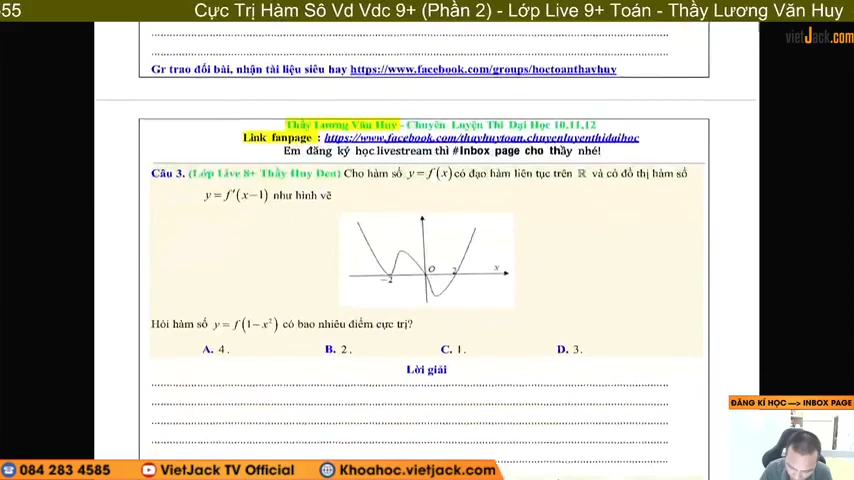 55 Cực Trị Hàm Sô Vd Vdc 9+ (Phần 2) - Lớp Live 9+ Toán - Thầy Lương Văn Huy
vietJack.com
Gr trao đổi bài, nhận tài liệu siêu hay https://www.facebook.com/groups/hoctoanthayhuy
Thầy Lương Văn Huy - Chuyên Luyện Thi Đại Học 10,11,12
Link fanpage : https://www.facebook.com/thayhuytoan.chuyenluyenthidaihoc
Em đăng ký học livestream thì #Inbox page cho thầy nhé!
Câu 3. (Lớp Live 8+ Thầy Huy Đen) Cho hàm số y = f(x) có đạo hàm liên tục trên ℝ và có đồ thị hàm số
y = f'(x−1) như hình vẽ
O 2 x
−2
Hỏi hàm số y = f(1−x²) có bao nhiêu điểm cực trị?
A. 4. B. 2. C. 1. D. 3.
Lời giải
ĐĂNG KÍ HỌC —> INBOX PAGE
084 283 4585 VietJack TV Official Khoahoc.vietjack.com